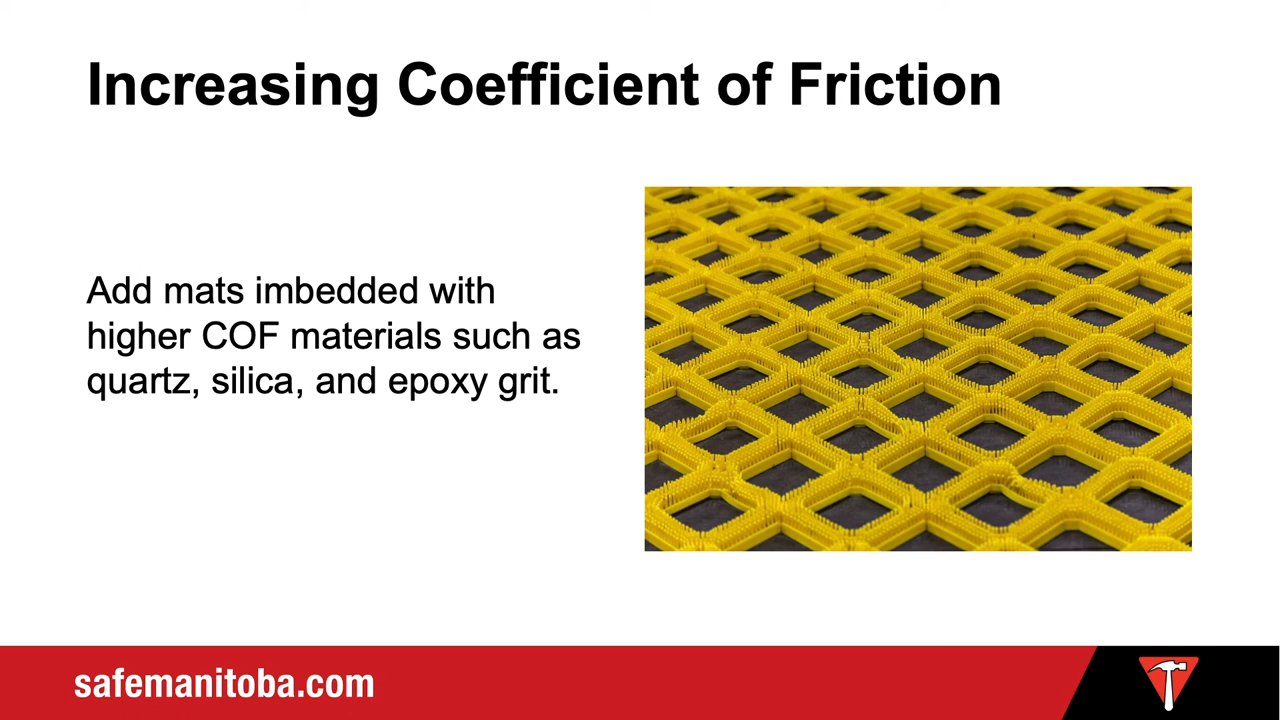 Increasing Coefficient of Friction
Add mats imbedded with
higher COF materials such as
quartz, silica, and epoxy grit.
safemanitoba.com